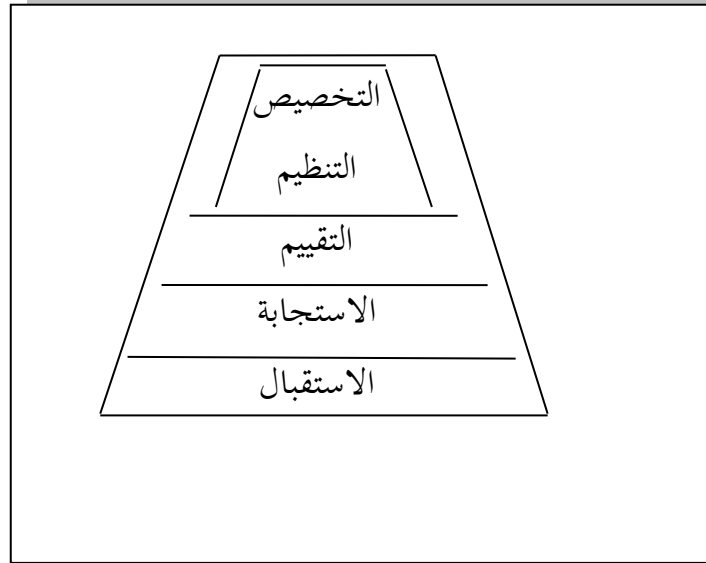 التخصيص
التنظيم
التقييم
الاستجابة
الاستقبال